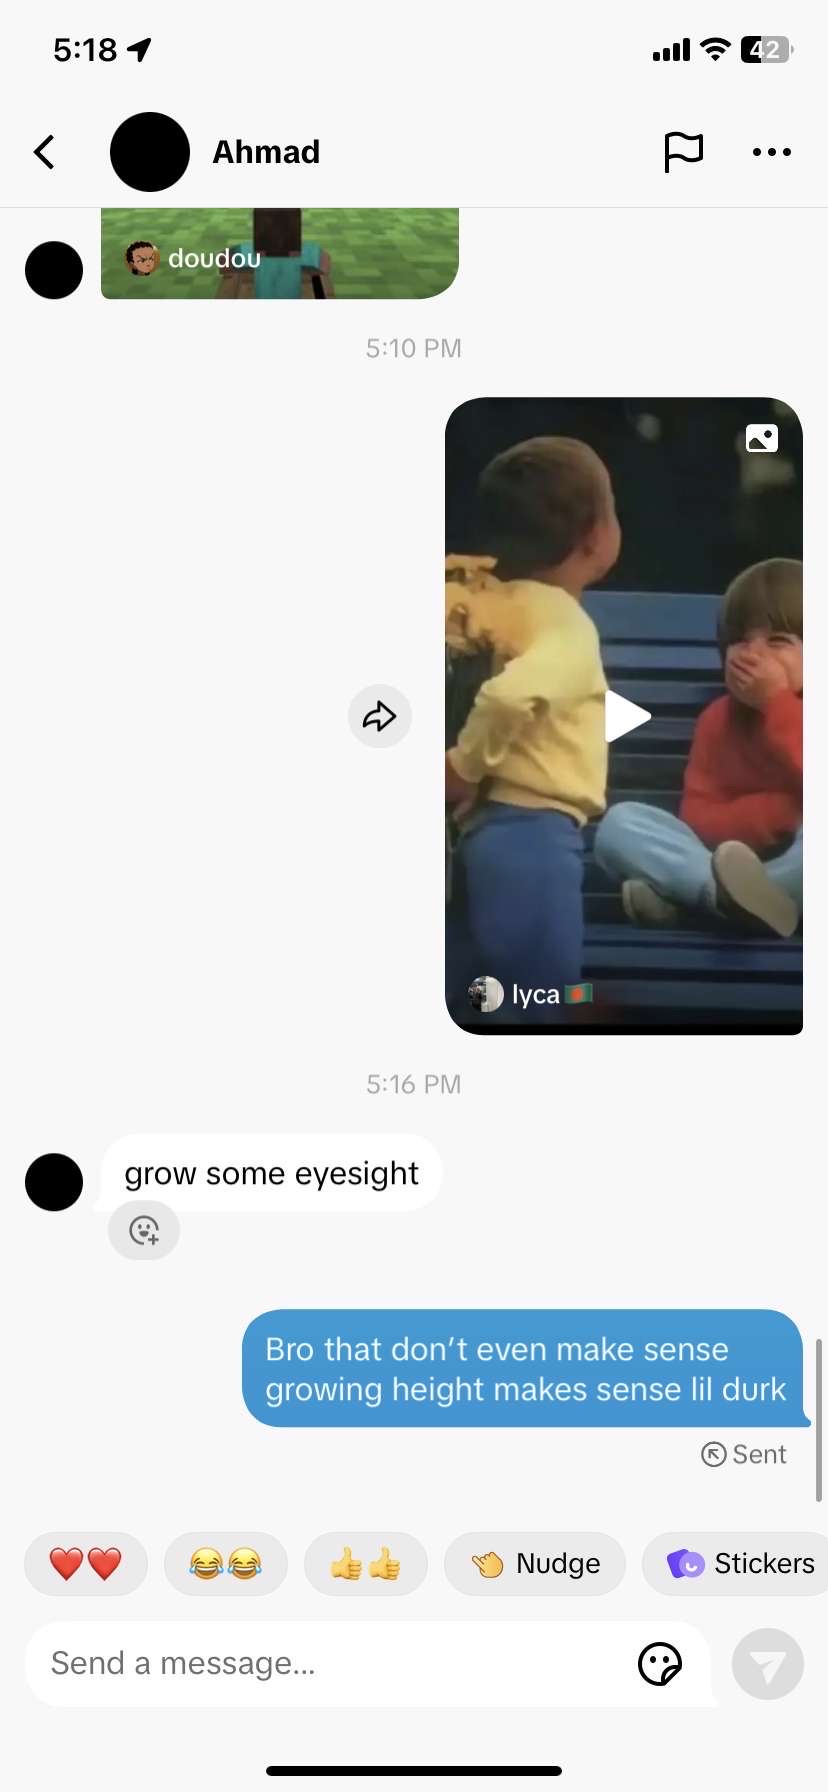 5:18
42
Ahmad
doudou
5:10 PM
lyca 🇧🇩
5:16 PM
grow some eyesight
Bro that don’t even make sense
growing height makes sense lil durk
Sent
❤️❤️
😂😂
👍👍
👈 Nudge
Stickers
Send a message...